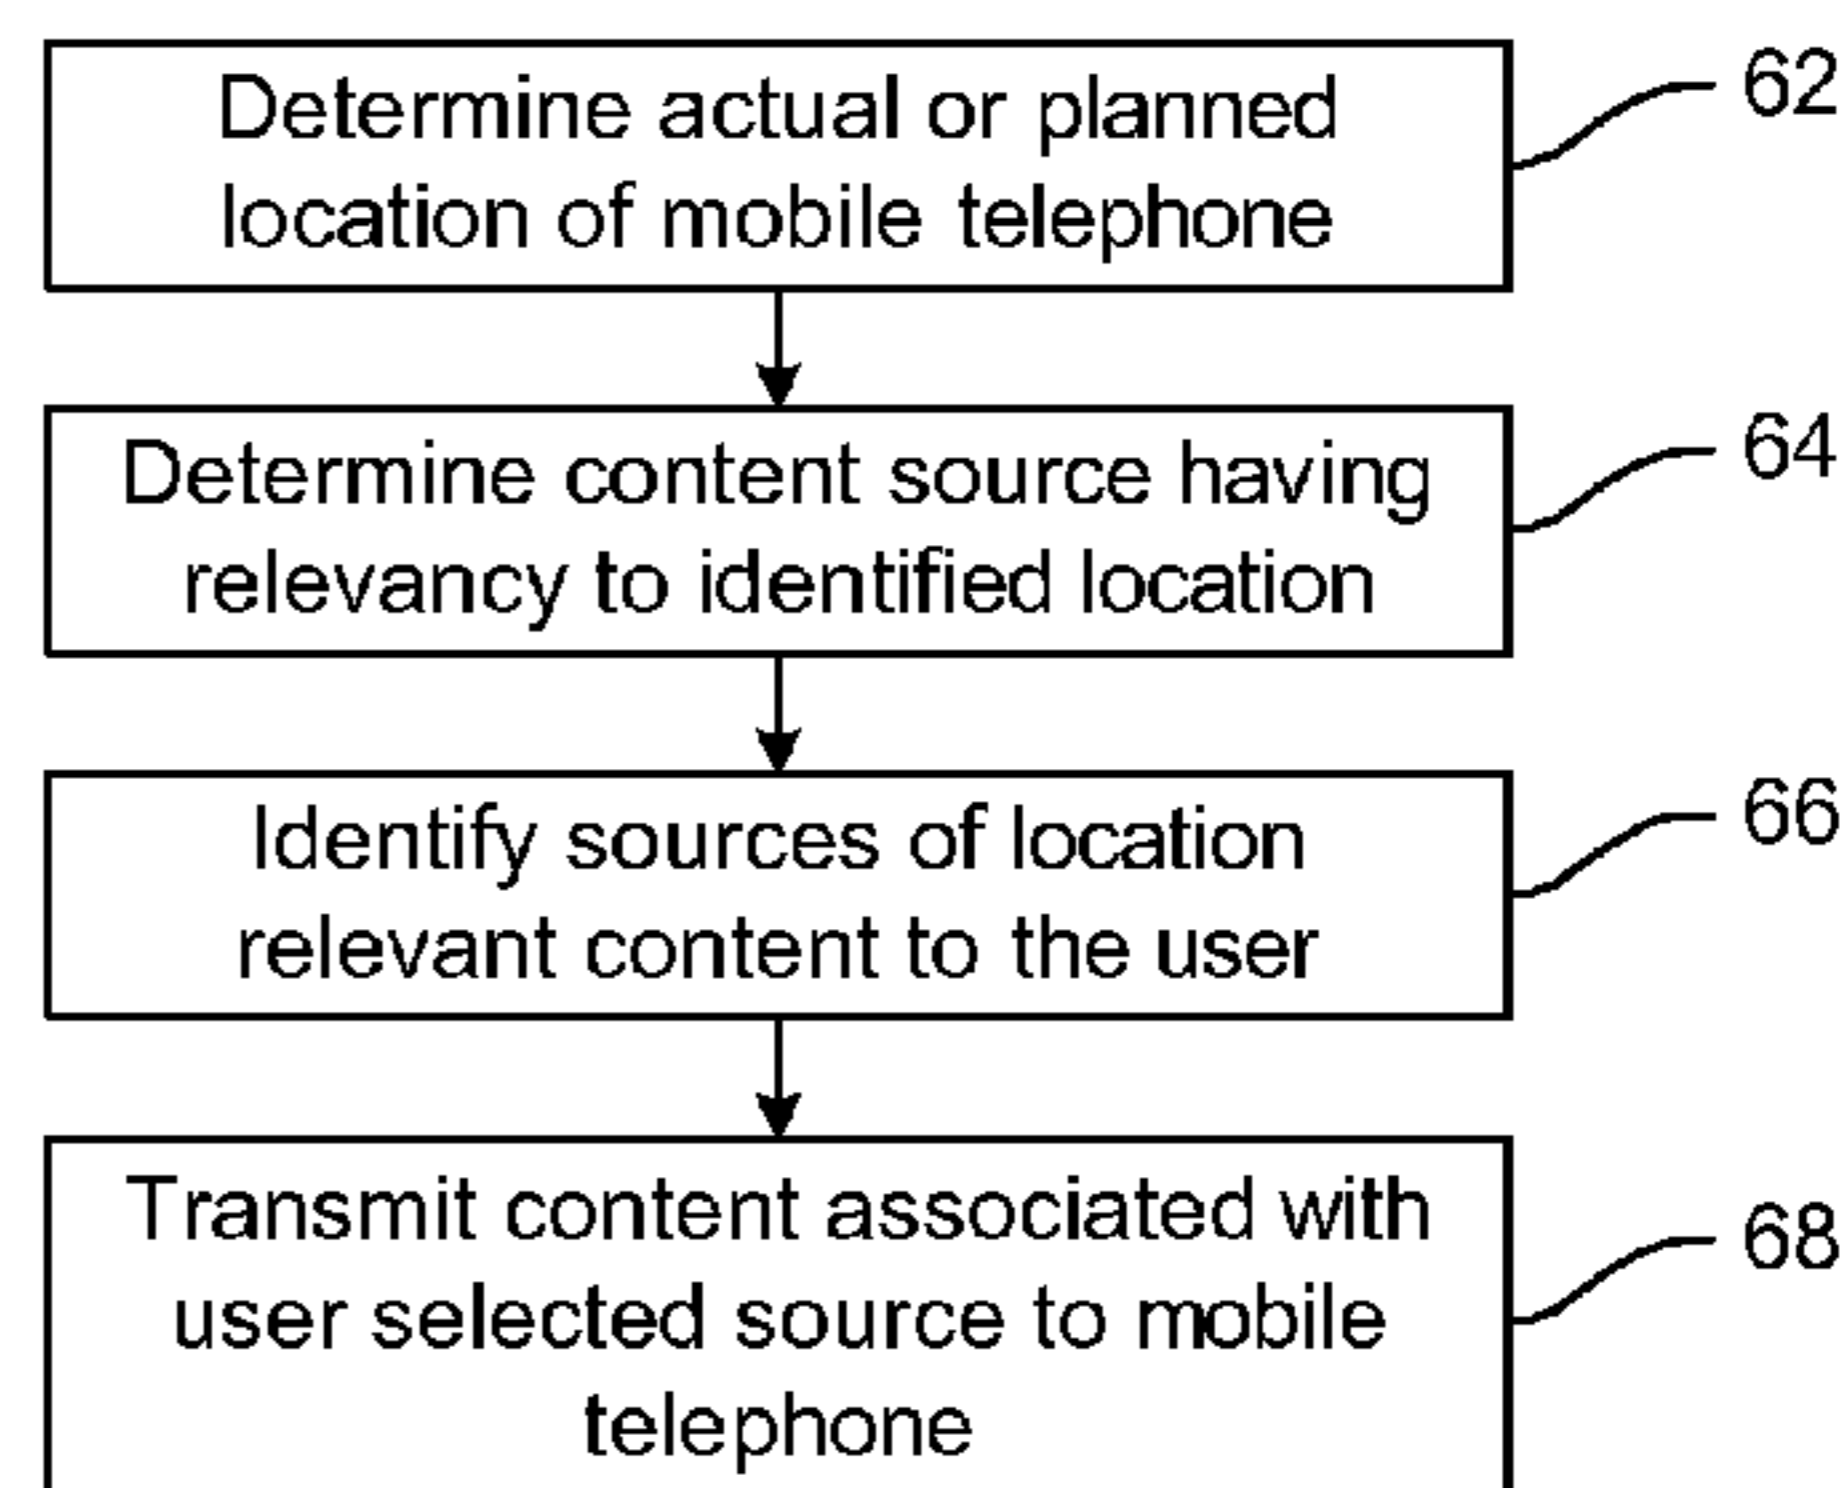 Determine actual or planned
location of mobile telephone
62
Determine content source having
relevancy to identified location
64
Identify sources of location
relevant content to the user
66
Transmit content associated with
user selected source to mobile
telephone
68